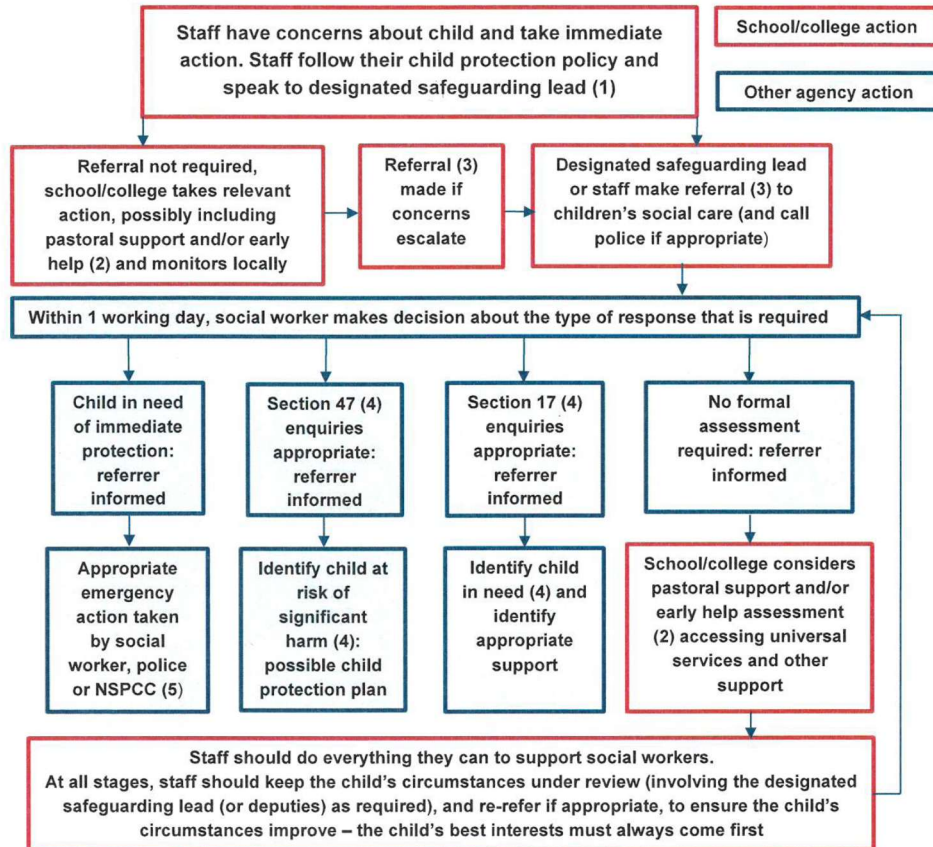 Staff have concerns about child and take immediate
action. Staff follow their child protection policy and
speak to designated safeguarding lead (1)
School/college action
Other agency action
Referral not required,
school/college takes relevant
action, possibly including
pastoral support and/or early
help (2) and monitors locally
Referral (3)
made if
concerns
escalate
Designated safeguarding lead
or staff make referral (3) to
children’s social care (and call
police if appropriate)
Within 1 working day, social worker makes decision about the type of response that is required
Child in need
of immediate
protection:
referrer
informed
Section 47 (4)
enquiries
appropriate:
referrer
informed
Section 17 (4)
enquiries
appropriate:
referrer
informed
No formal
assessment
required: referrer
informed
Appropriate
emergency
action taken
by social
worker, police
or NSPCC (5)
Identify child at
risk of
significant
harm (4):
possible child
protection plan
Identify child
in need (4) and
identify
appropriate
support
School/college considers
pastoral support and/or
early help assessment
(2) accessing universal
services and other
support
Staff should do everything they can to support social workers.
At all stages, staff should keep the child’s circumstances under review (involving the designated
safeguarding lead (or deputies) as required), and re-refer if appropriate, to ensure the child’s
circumstances improve – the child’s best interests must always come first